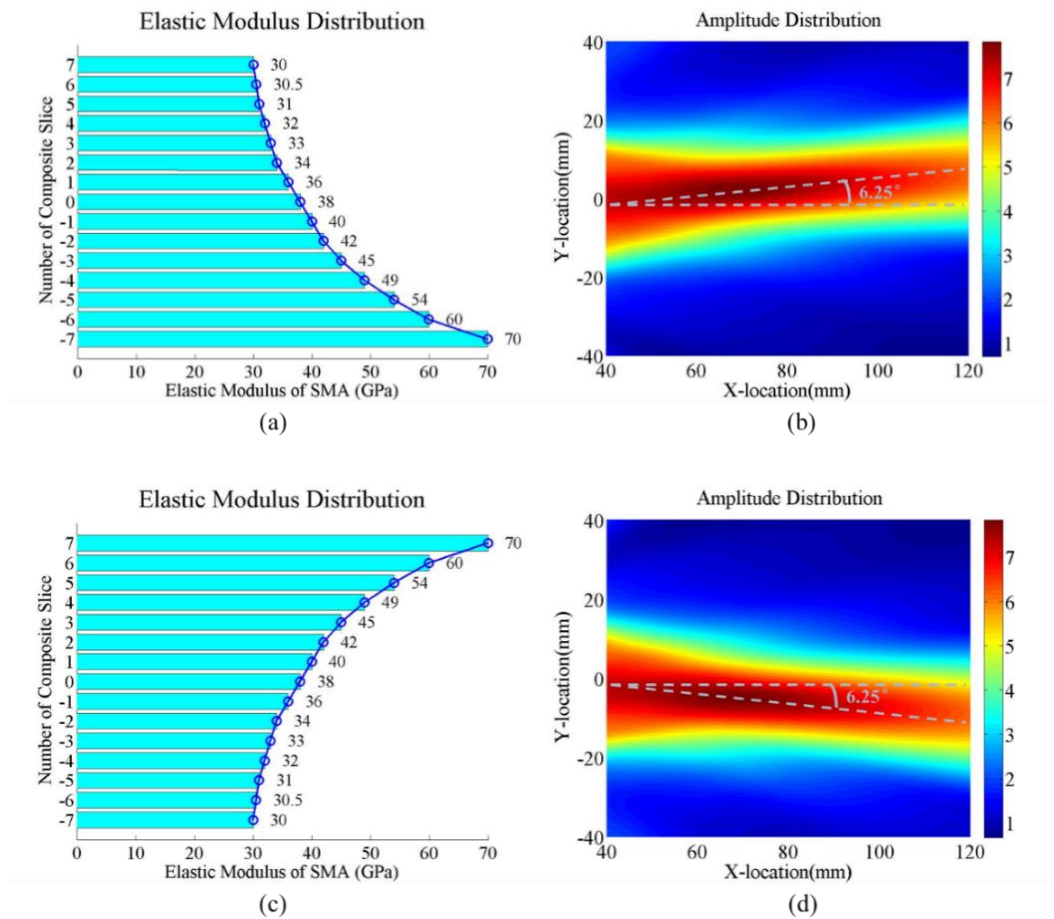 Elastic Modulus Distribution
Number of Composite Slice
7 30
6 30.5
5 31
4 32
3 33
2 34
1 36
0 38
-1 40
-2 42
-3 45
-4 49
-5 54
-6 60
-7 70
0 10 20 30 40 50 60 70
Elastic Modulus of SMA (GPa)
(a)
Amplitude Distribution
Y-location(mm)
40
20
0
-20
-40
6.25°
40 60 80 100 120
X-location(mm)
7
6
5
4
3
2
1
(b)
Elastic Modulus Distribution
Number of Composite Slice
7 70
6 60
5 54
4 49
3 45
2 42
1 40
0 38
-1 36
-2 34
-3 33
-4 32
-5 31
-6 30.5
-7 30
0 10 20 30 40 50 60 70
Elastic Modulus of SMA (GPa)
(c)
Amplitude Distribution
Y-location(mm)
40
20
0
-20
-40
6.25°
40 60 80 100 120
X-location(mm)
7
6
5
4
3
2
1
(d)